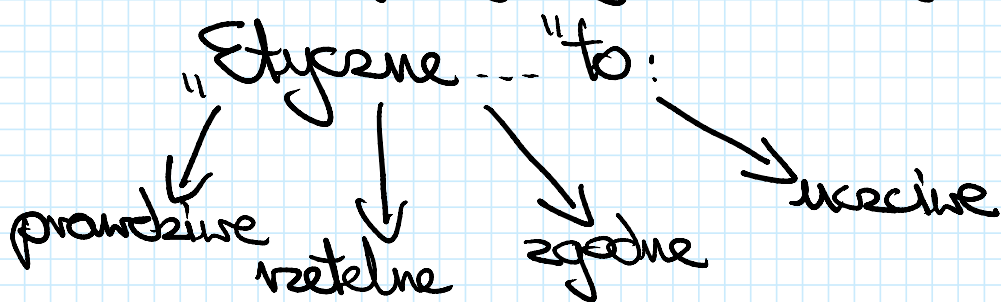 „Etyczne ---- " to:
prawdziwe
rzetelne
zgodne
uczciwe